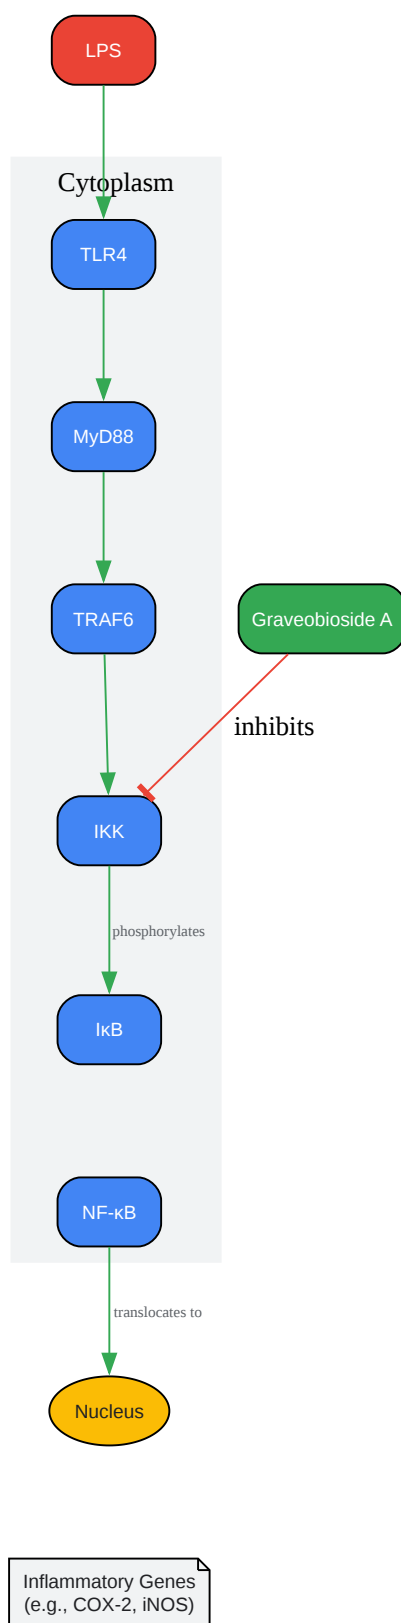 LPS
Cytoplasm
TLR4
MyD88
TRAF6
Graveobioside A
inhibits
IKK
phosphorylates
IκB
NF-κB
translocates to
Nucleus
Inflammatory Genes
(e.g., COX-2, iNOS)